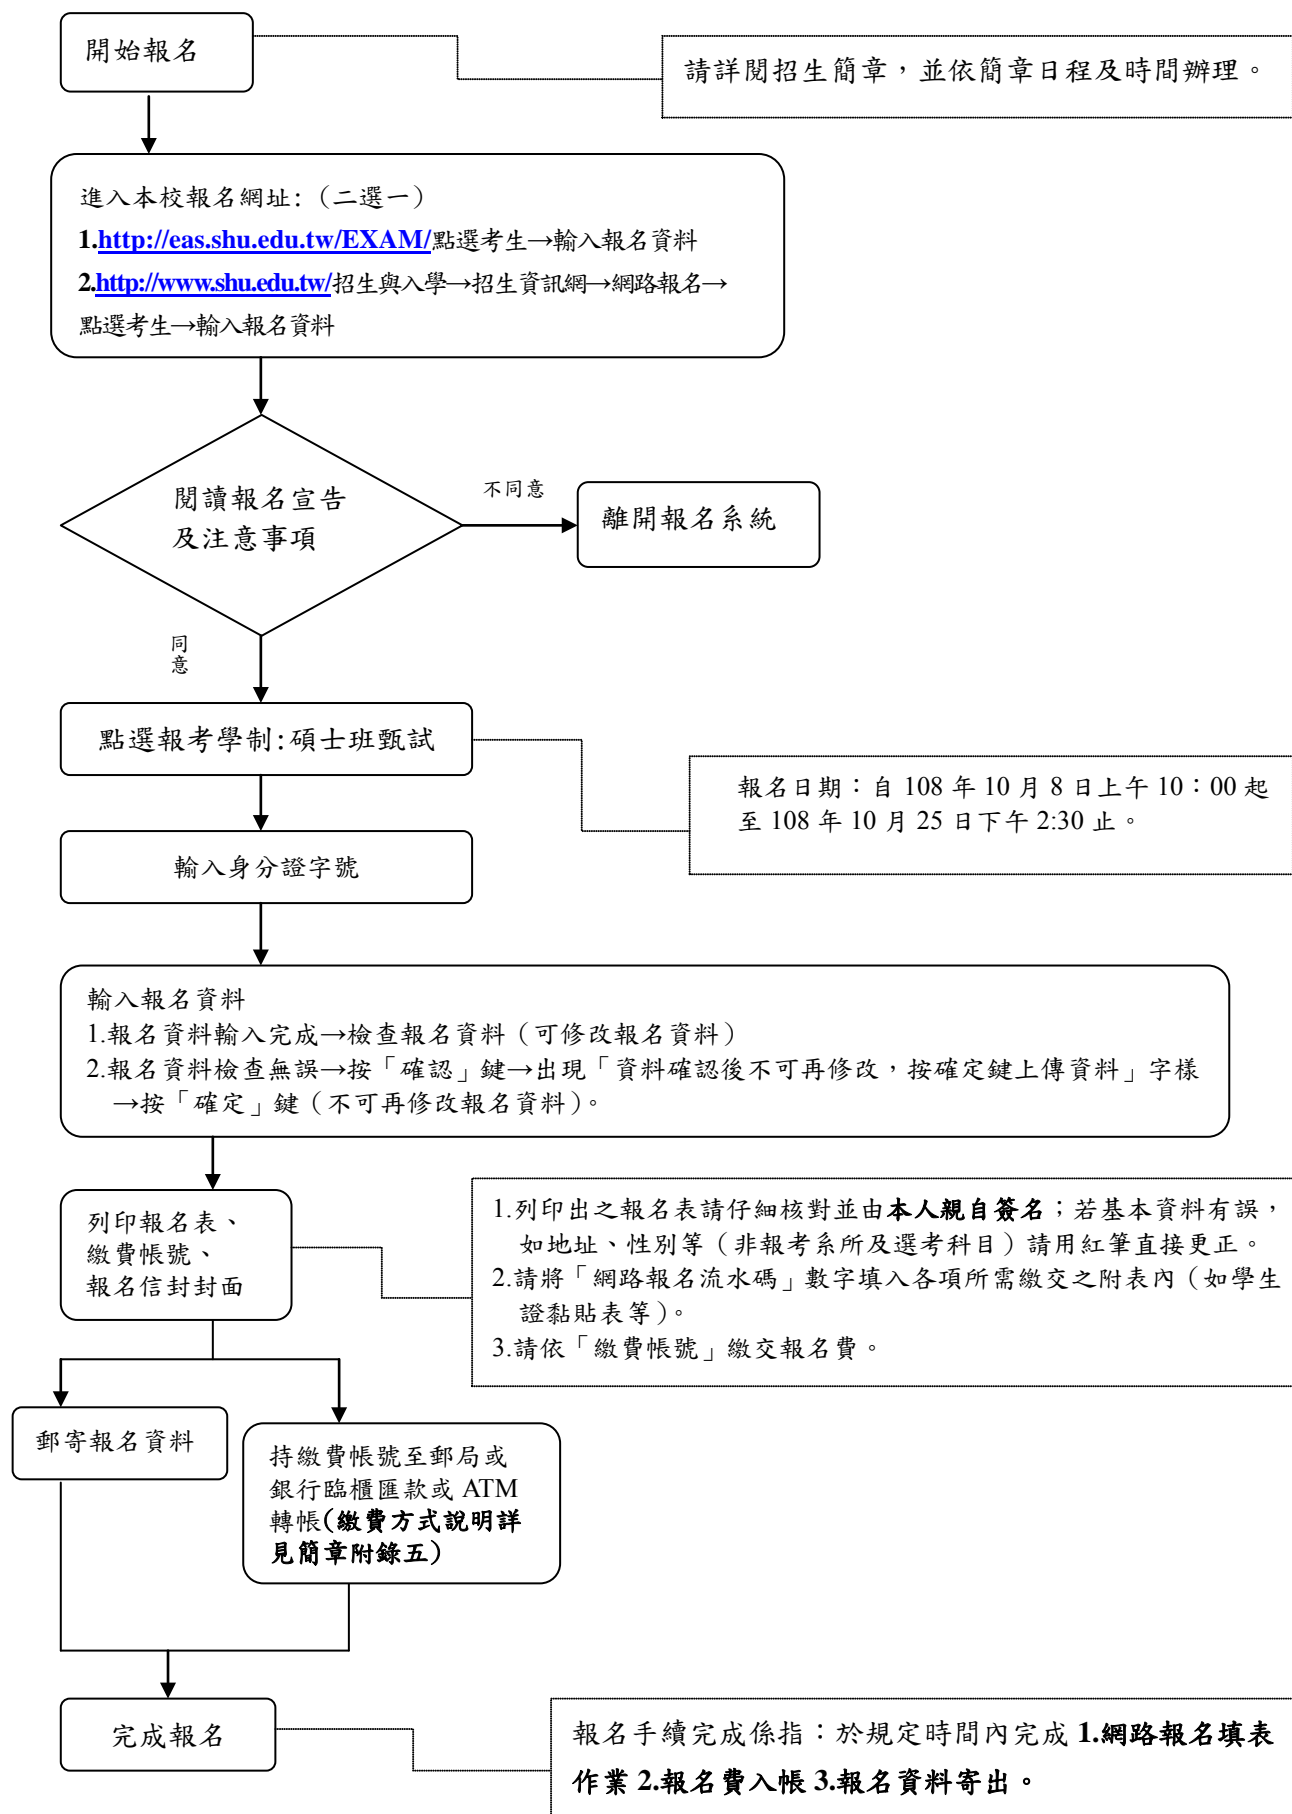 開始報名
請詳閱招生簡章，並依簡章日程及時間辦理。
進入本校報名網址：（二選一）
1.http://eas.shu.edu.tw/EXAM/點選考生→輸入報名資料
2.http://www.shu.edu.tw/招生與入學→招生資訊網→網路報名→
點選考生→輸入報名資料
閱讀報名宣告
及注意事項
不同意
離開報名系統
同
意
點選報考學制:碩士班甄試
報名日期：自 108 年 10 月 8 日上午 10：00 起
至 108 年 10 月 25 日下午 2:30 止。
輸入身分證字號
輸入報名資料
1.報名資料輸入完成→檢查報名資料（可修改報名資料）
2.報名資料檢查無誤→按「確認」鍵→出現「資料確認後不可再修改，按確定鍵上傳資料」字樣
→按「確定」鍵（不可再修改報名資料）。
列印報名表、
繳費帳號、
報名信封封面
1.列印出之報名表請仔細核對並由本人親自簽名；若基本資料有誤，
如地址、性別等（非報考系所及選考科目）請用紅筆直接更正。
2.請將「網路報名流水碼」數字填入各項所需繳交之附表內（如學生
證黏貼表等）。
3.請依「繳費帳號」繳交報名費。
郵寄報名資料
持繳費帳號至郵局或
銀行臨櫃匯款或 ATM
轉帳(繳費方式說明詳
見簡章附錄五)
完成報名
報名手續完成係指：於規定時間內完成 1.網路報名填表
作業 2.報名費入帳 3.報名資料寄出。